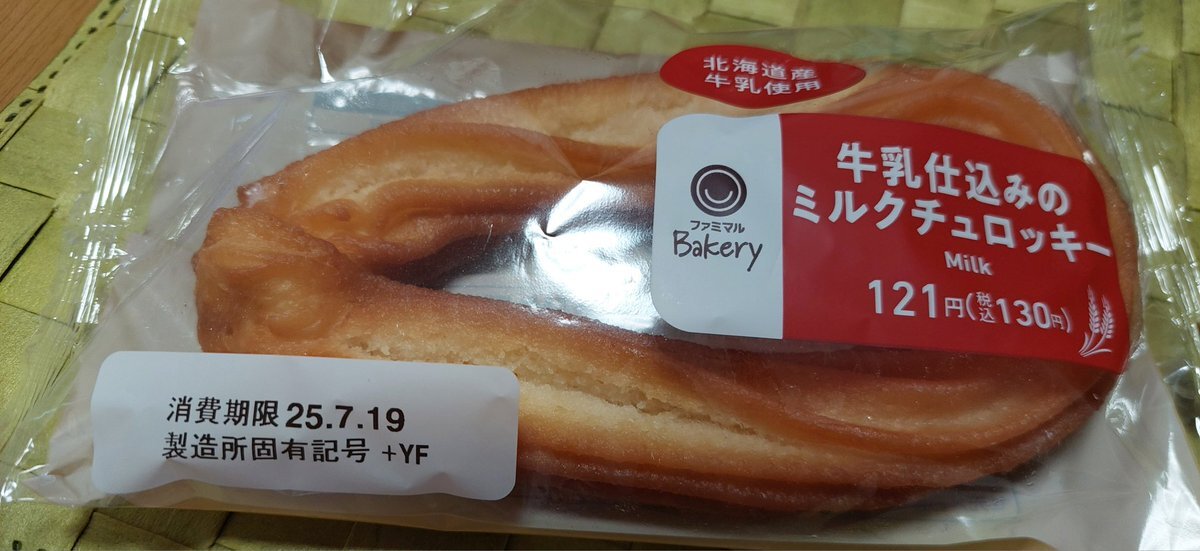 北海道産
牛乳使用
ファミマル
Bakery
牛乳仕込みの
ミルクチュロッキー
Milk
121円(税込130円)
消費期限 25.7.19
製造所固有記号 +YF